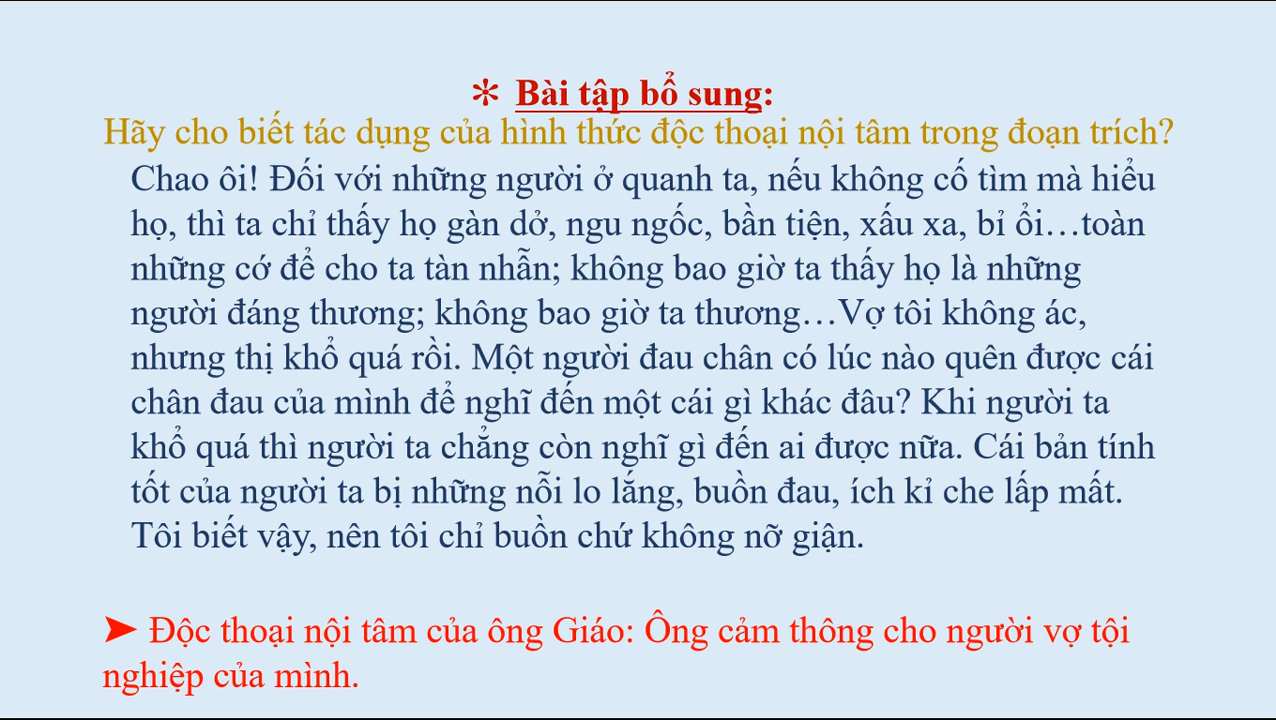 ✻ Bài tập bổ sung:
Hãy cho biết tác dụng của hình thức độc thoại nội tâm trong đoạn trích?
Chao ôi! Đối với những người ở quanh ta, nếu không cố tìm mà hiểu
họ, thì ta chỉ thấy họ gàn dở, ngu ngốc, bần tiện, xấu xa, bỉ ổi…toàn
những cớ để cho ta tàn nhẫn; không bao giờ ta thấy họ là những
người đáng thương; không bao giờ ta thương…Vợ tôi không ác,
nhưng thị khổ quá rồi. Một người đau chân có lúc nào quên được cái
chân đau của mình để nghĩ đến một cái gì khác đâu? Khi người ta
khổ quá thì người ta chẳng còn nghĩ gì đến ai được nữa. Cái bản tính
tốt của người ta bị những nỗi lo lắng, buồn đau, ích kỉ che lấp mất.
Tôi biết vậy, nên tôi chỉ buồn chứ không nỡ giận.
➤ Độc thoại nội tâm của ông Giáo: Ông cảm thông cho người vợ tội
nghiệp của mình.